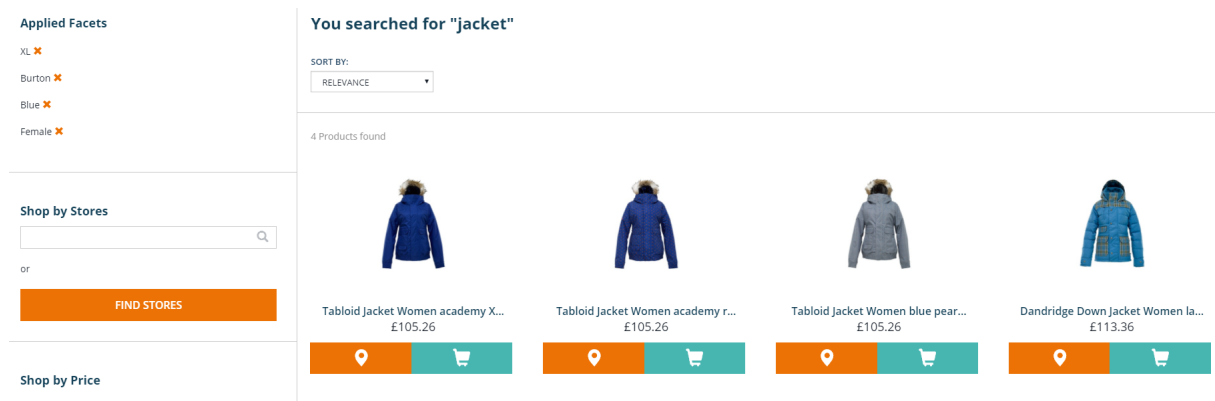 Applied Facets
XL
Burton
Blue
Female
Shop by Stores
or
FIND STORES
Shop by Price
You searched for "jacket"
SORT BY:
RELEVANCE
4 Products found
Tabloid Jacket Women academy X...
£105.26
Tabloid Jacket Women academy r...
£105.26
Tabloid Jacket Women blue pear...
£105.26
Dandridge Down Jacket Women la...
£113.36